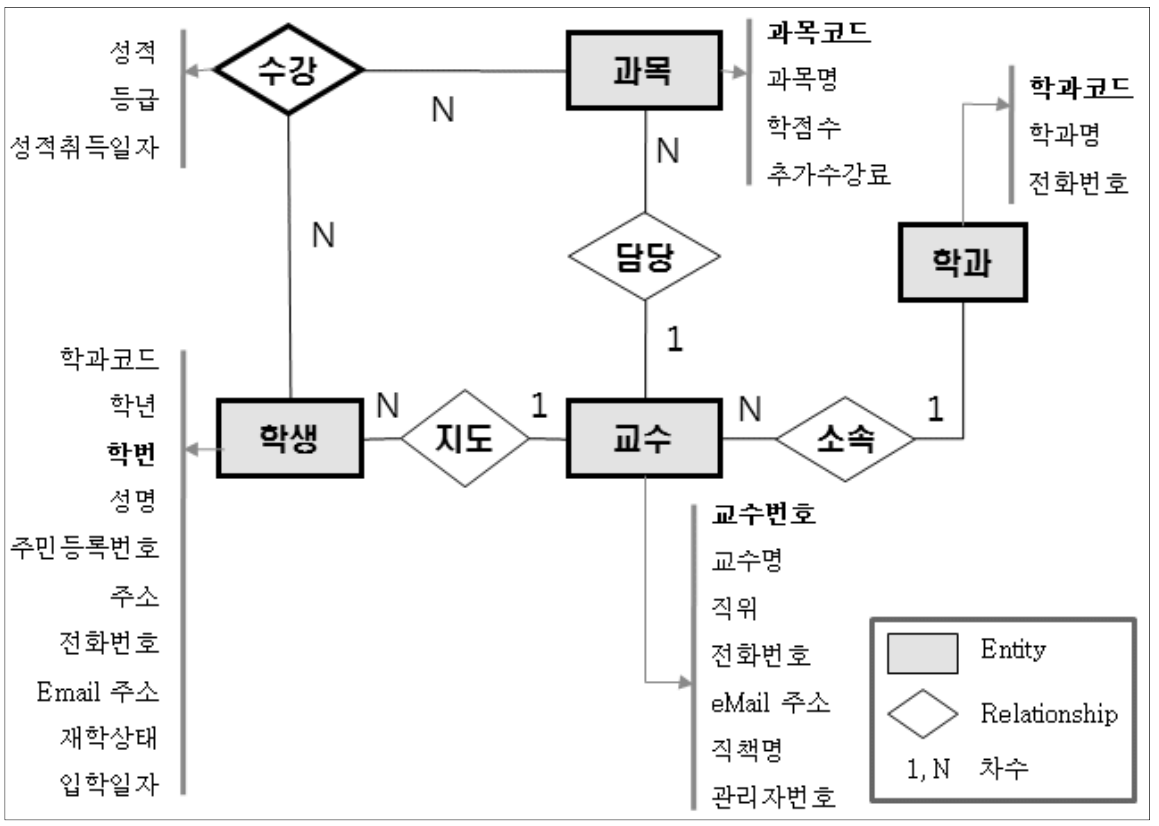 성적
등급
성적취득일자
수강
N
과목
과목코드
과목명
학점수
추가수강료
학과코드
학과명
전화번호
N
N
담당
1
학과
학과코드
학년
학번
성명
주민등록번호
주소
전화번호
Email 주소
재학상태
입학일자
학생
N
지도
1
교수
N
소속
1
교수번호
교수명
직위
전화번호
eMail 주소
직책명
관리자번호
Entity
Relationship
1, N 차수